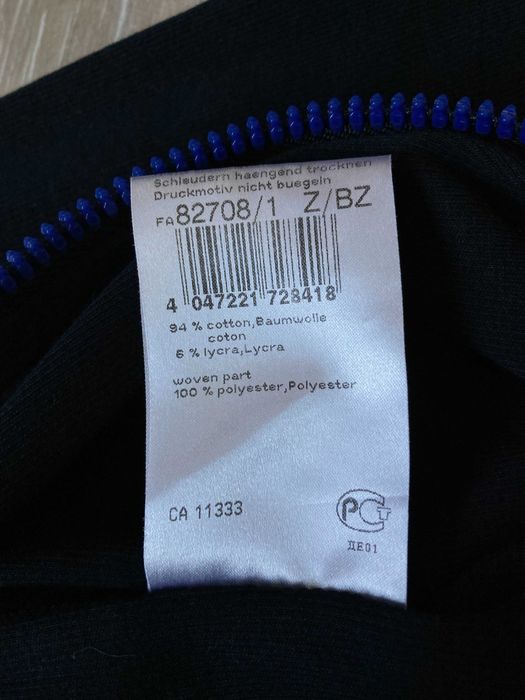 Schleudern haengend trocknen
Druckmotiv nicht buegeln
FA 82708/1 Z/BZ
4 047221 728418
94 % cotton,Baumwolle
coton
6 % lycra,Lycra
woven part
100 % polyester,Polyester
CA 11333
РСТ
ДЕ01